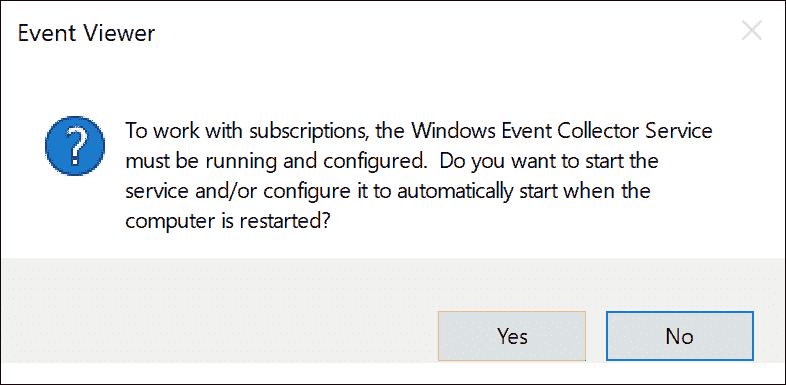 Event Viewer
To work with subscriptions, the Windows Event Collector Service
must be running and configured.  Do you want to start the
service and/or configure it to automatically start when the
computer is restarted?
Yes
No